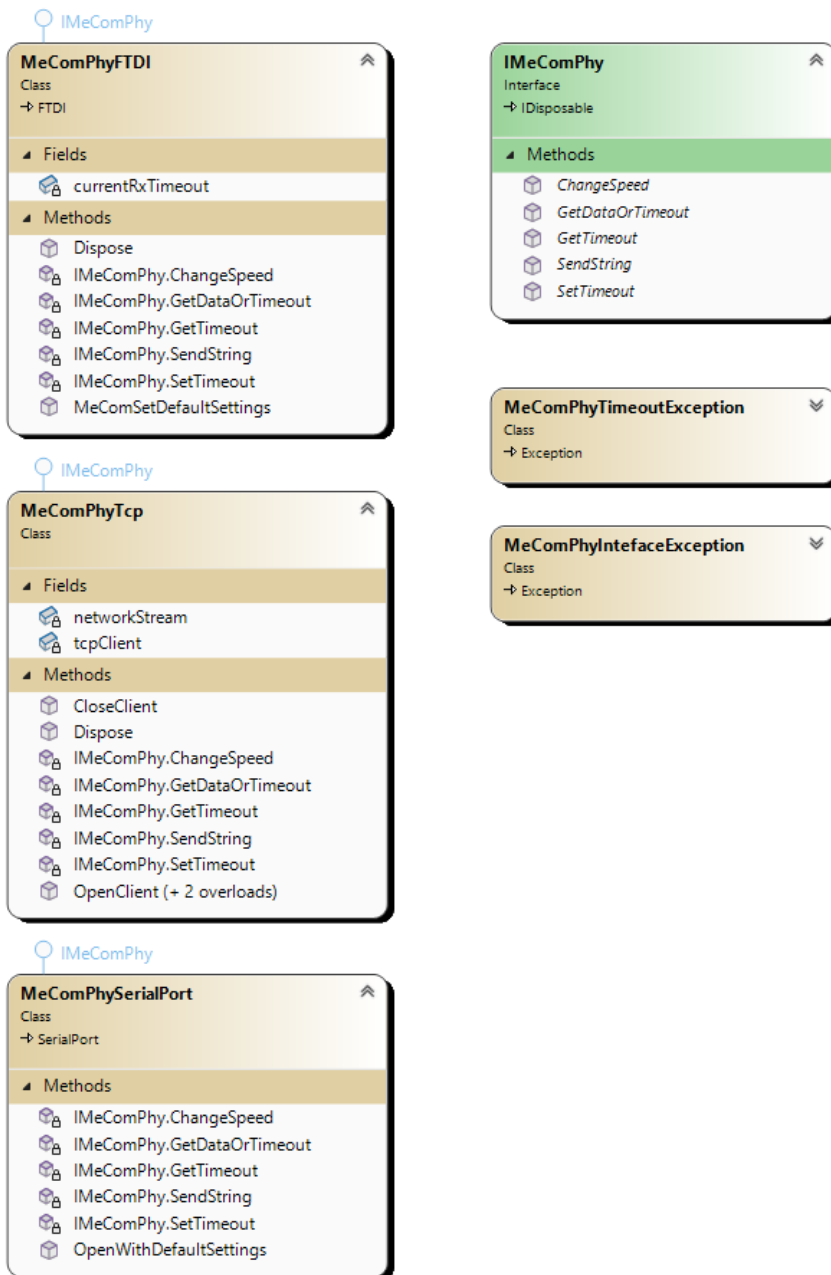 IMeComPhy
MeComPhyFTDI
Class
FTDI
Fields
currentRxTimeout
Methods
Dispose
IMeComPhy.ChangeSpeed
IMeComPhy.GetDataOrTimeout
IMeComPhy.GetTimeout
IMeComPhy.SendString
IMeComPhy.SetTimeout
MeComSetDefaultSettings
IMeComPhy
MeComPhyTcp
Class
Fields
networkStream
tcpClient
Methods
CloseClient
Dispose
IMeComPhy.ChangeSpeed
IMeComPhy.GetDataOrTimeout
IMeComPhy.GetTimeout
IMeComPhy.SendString
IMeComPhy.SetTimeout
OpenClient (+ 2 overloads)
IMeComPhy
MeComPhySerialPort
Class
SerialPort
Methods
IMeComPhy.ChangeSpeed
IMeComPhy.GetDataOrTimeout
IMeComPhy.GetTimeout
IMeComPhy.SendString
IMeComPhy.SetTimeout
OpenWithDefaultSettings
IMeComPhy
Interface
IDisposable
Methods
ChangeSpeed
GetDataOrTimeout
GetTimeout
SendString
SetTimeout
MeComPhyTimeoutException
Class
Exception
MeComPhyIntefaceException
Class
Exception